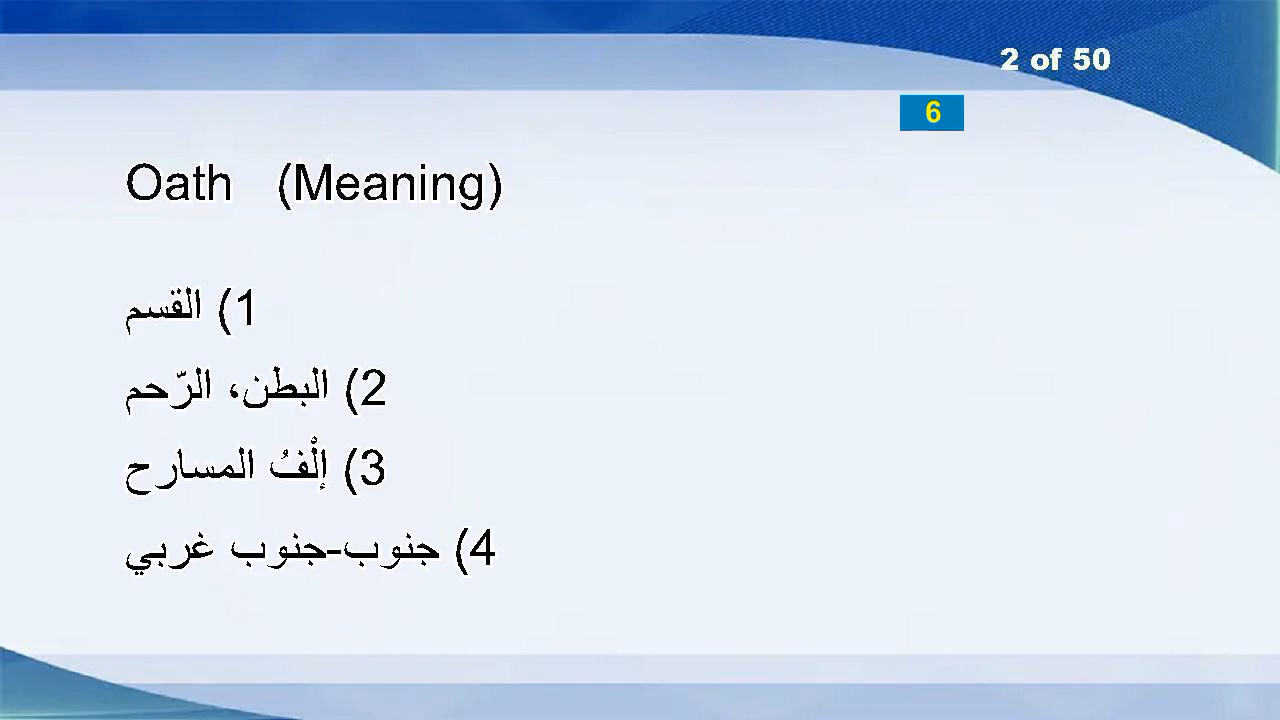 2 of 50
6
Oath (Meaning)
1) القسم
2) البطن، الرّحم
3) إلْفُ المسارح
4) جنوب-جنوب غربي